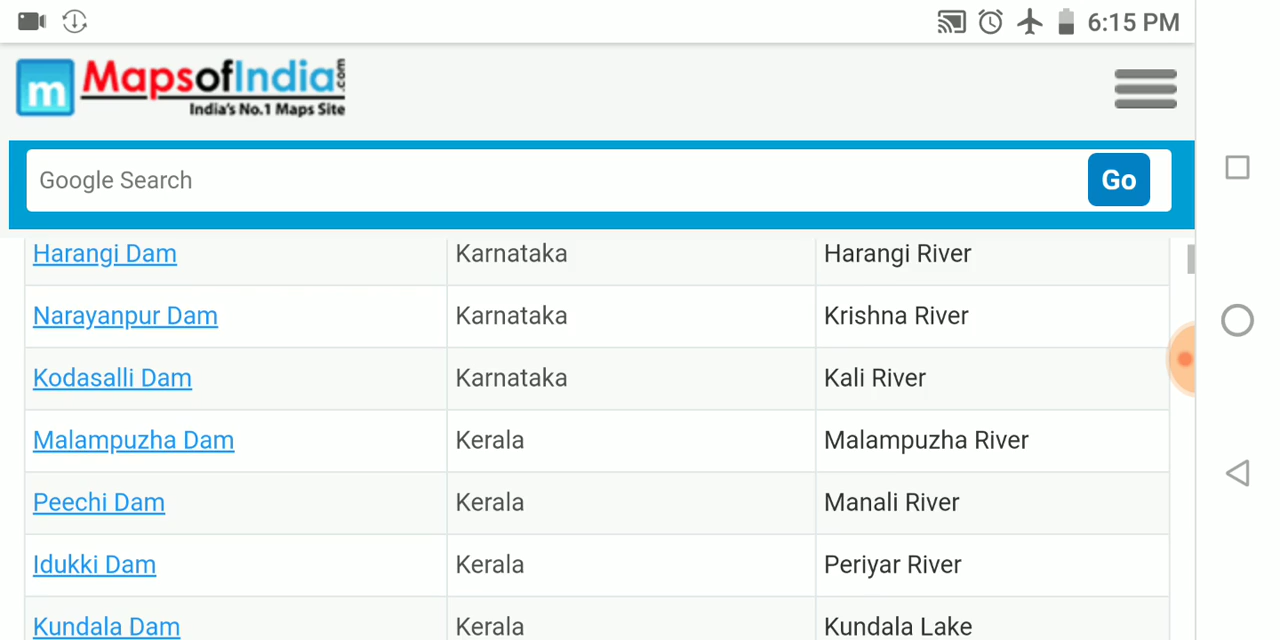 6:15 PM
m MapsofIndia.com
India's No.1 Maps Site
Google Search Go
Harangi Dam Karnataka Harangi River
Narayanpur Dam Karnataka Krishna River
Kodasalli Dam Karnataka Kali River
Malampuzha Dam Kerala Malampuzha River
Peechi Dam Kerala Manali River
Idukki Dam Kerala Periyar River
Kundala Dam Kerala Kundala Lake